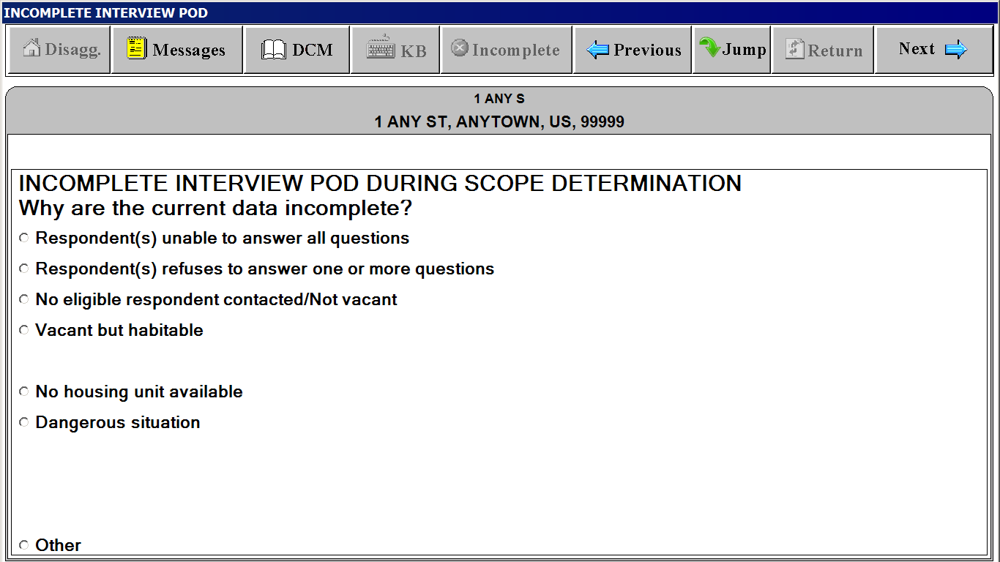 INCOMPLETE INTERVIEW POD
Disagg. Messages DCM KB Incomplete Previous Jump Return Next
1 ANY S
1 ANY ST, ANYTOWN, US, 99999
INCOMPLETE INTERVIEW POD DURING SCOPE DETERMINATION
Why are the current data incomplete?
Respondent(s) unable to answer all questions
Respondent(s) refuses to answer one or more questions
No eligible respondent contacted/Not vacant
Vacant but habitable
No housing unit available
Dangerous situation
Other